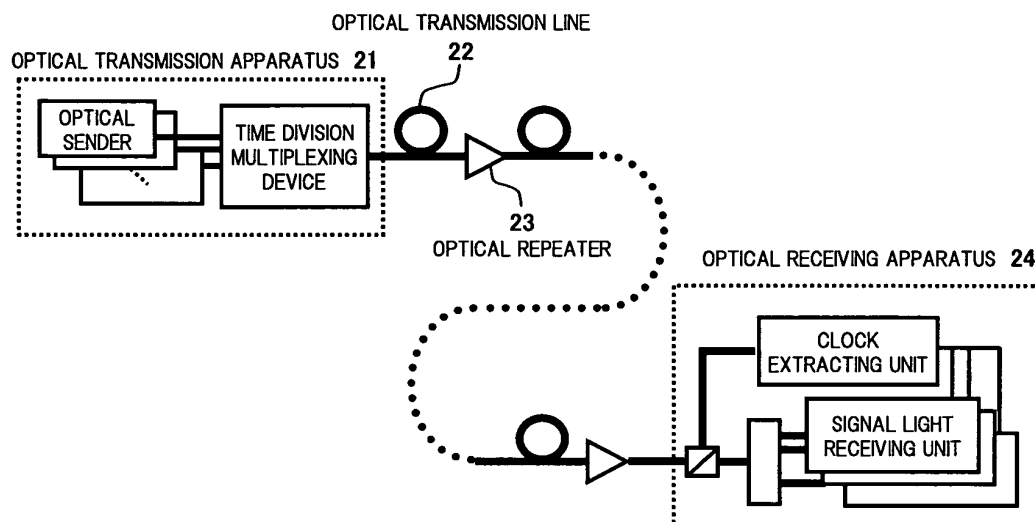 OPTICAL TRANSMISSION LINE
22
OPTICAL TRANSMISSION APPARATUS 21
OPTICAL
SENDER
TIME DIVISION
MULTIPLEXING
DEVICE
23
OPTICAL REPEATER
OPTICAL RECEIVING APPARATUS 24
CLOCK
EXTRACTING UNIT
SIGNAL LIGHT
RECEIVING UNIT